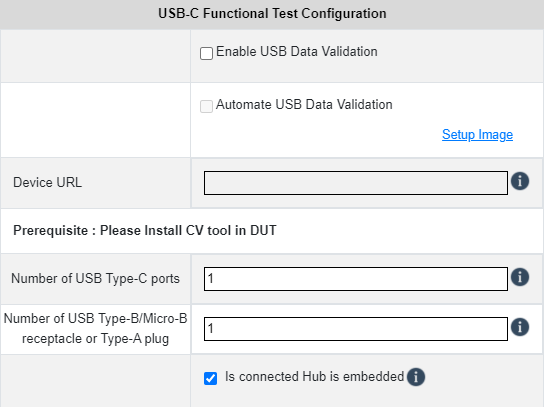 USB-C Functional Test Configuration
Enable USB Data Validation
Automate USB Data Validation
Setup Image
Device URL
Prerequisite : Please Install CV tool in DUT
Number of USB Type-C ports
1
Number of USB Type-B/Micro-B
receptacle or Type-A plug
1
Is connected Hub is embedded